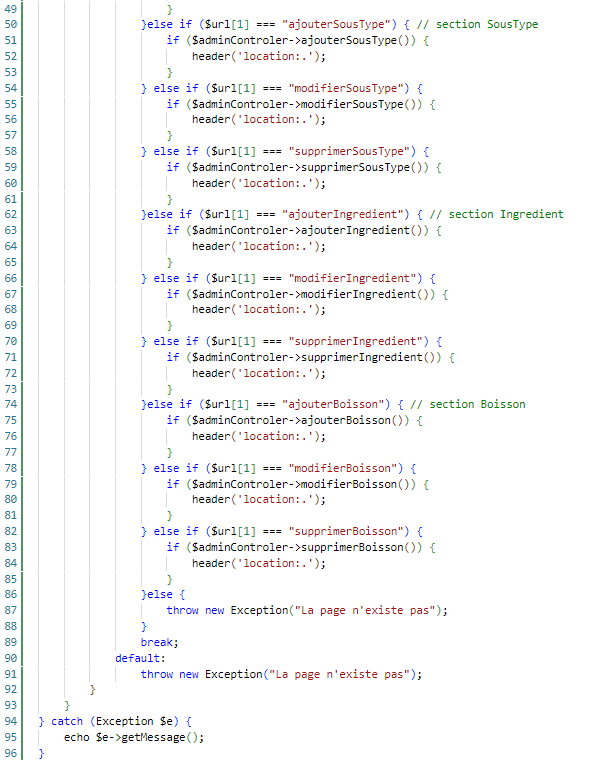 49 }
50 }else if ($url[1] === "ajouterSousType") { // section SousType
51 if ($adminControler->ajouterSousType()) {
52 header('location:.');
53 }
54 } else if ($url[1] === "modifierSousType") {
55 if ($adminControler->modifierSousType()) {
56 header('location:.');
57 }
58 } else if ($url[1] === "supprimerSousType") {
59 if ($adminControler->supprimerSousType()) {
60 header('location:.');
61 }
62 }else if ($url[1] === "ajouterIngredient") { // section Ingredient
63 if ($adminControler->ajouterIngredient()) {
64 header('location:.');
65 }
66 } else if ($url[1] === "modifierIngredient") {
67 if ($adminControler->modifierIngredient()) {
68 header('location:.');
69 }
70 } else if ($url[1] === "supprimerIngredient") {
71 if ($adminControler->supprimerIngredient()) {
72 header('location:.');
73 }
74 }else if ($url[1] === "ajouterBoisson") { // section Boisson
75 if ($adminControler->ajouterBoisson()) {
76 header('location:.');
77 }
78 } else if ($url[1] === "modifierBoisson") {
79 if ($adminControler->modifierBoisson()) {
80 header('location:.');
81 }
82 } else if ($url[1] === "supprimerBoisson") {
83 if ($adminControler->supprimerBoisson()) {
84 header('location:.');
85 }
86 }else {
87 throw new Exception("La page n'existe pas");
88 }
89 break;
90 default:
91 throw new Exception("La page n'existe pas");
92 }
93 }
94 } catch (Exception $e) {
95 echo $e->getMessage();
96 }